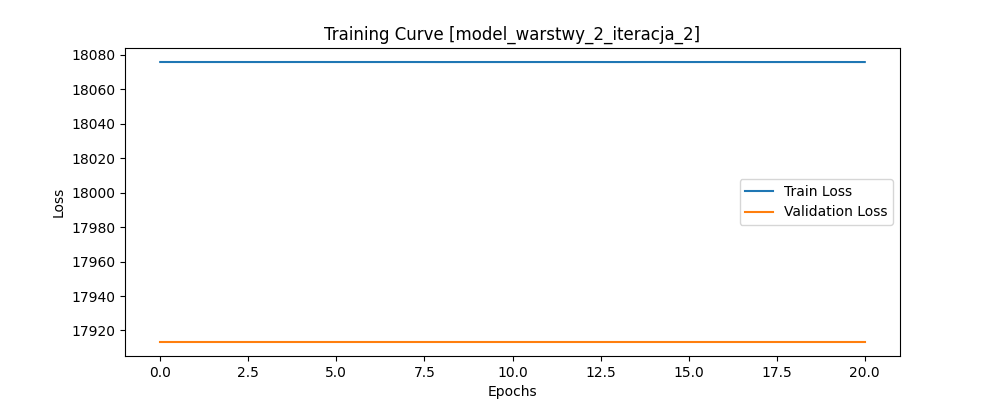 Training Curve [model_warstwy_2_iteracja_2]
18080
18060
18040
18020
18000
17980
17960
17940
17920
Loss
Train Loss
Validation Loss
0.0 2.5 5.0 7.5 10.0 12.5 15.0 17.5 20.0
Epochs